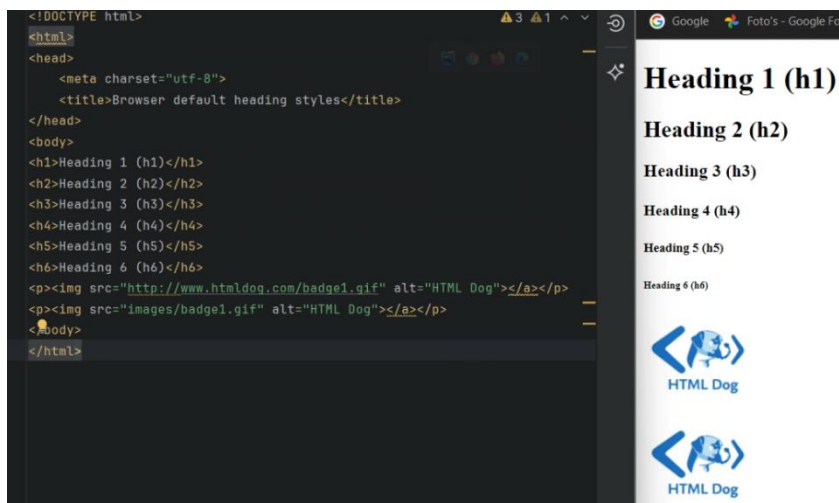 <!DOCTYPE html>
3 1
<html>
<head>
<meta charset="utf-8">
<title>Browser default heading styles</title>
</head>
<body>
<h1>Heading 1 (h1)</h1>
<h2>Heading 2 (h2)</h2>
<h3>Heading 3 (h3)</h3>
<h4>Heading 4 (h4)</h4>
<h5>Heading 5 (h5)</h5>
<h6>Heading 6 (h6)</h6>
<p><img src="http://www.htmldog.com/badge1.gif" alt="HTML Dog"></a></p>
<p><img src="images/badge1.gif" alt="HTML Dog"></a></p>
</body>
</html>
Google Foto's - Google Fo
Heading 1 (h1)
Heading 2 (h2)
Heading 3 (h3)
Heading 4 (h4)
Heading 5 (h5)
Heading 6 (h6)
HTML Dog
HTML Dog